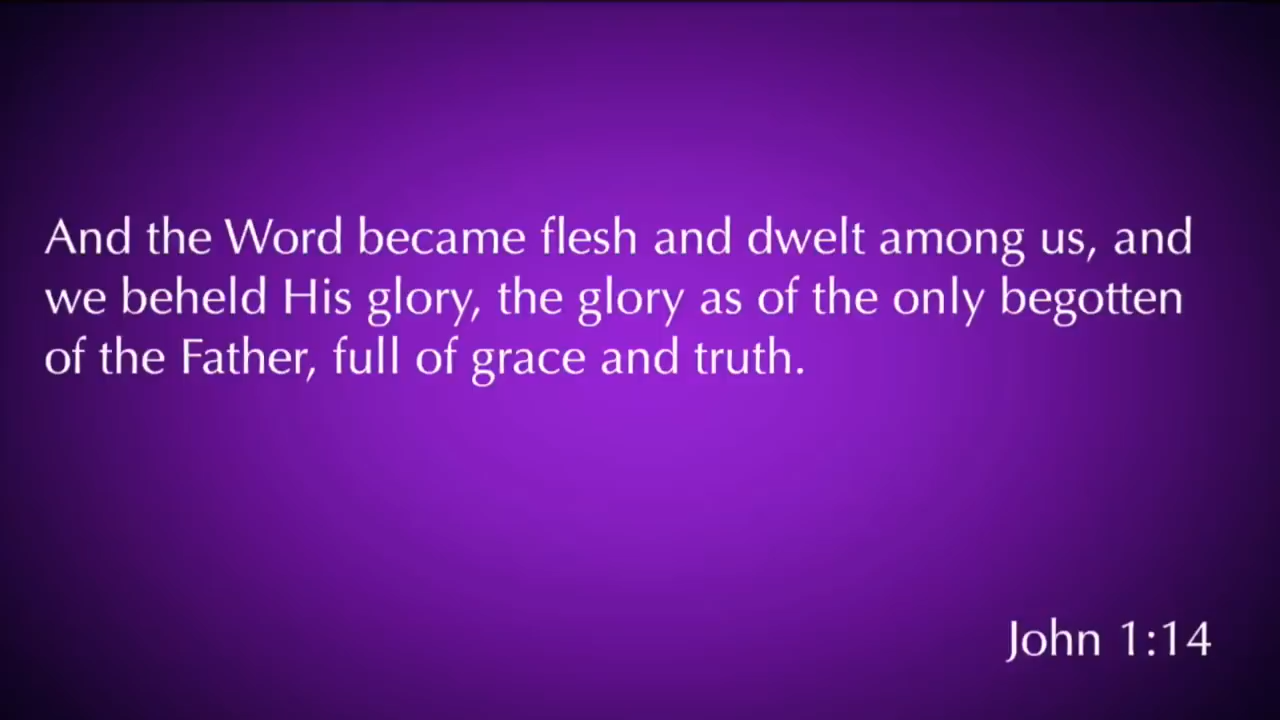 And the Word became flesh and dwelt among us, and
we beheld His glory, the glory as of the only begotten
of the Father, full of grace and truth.
John 1:14